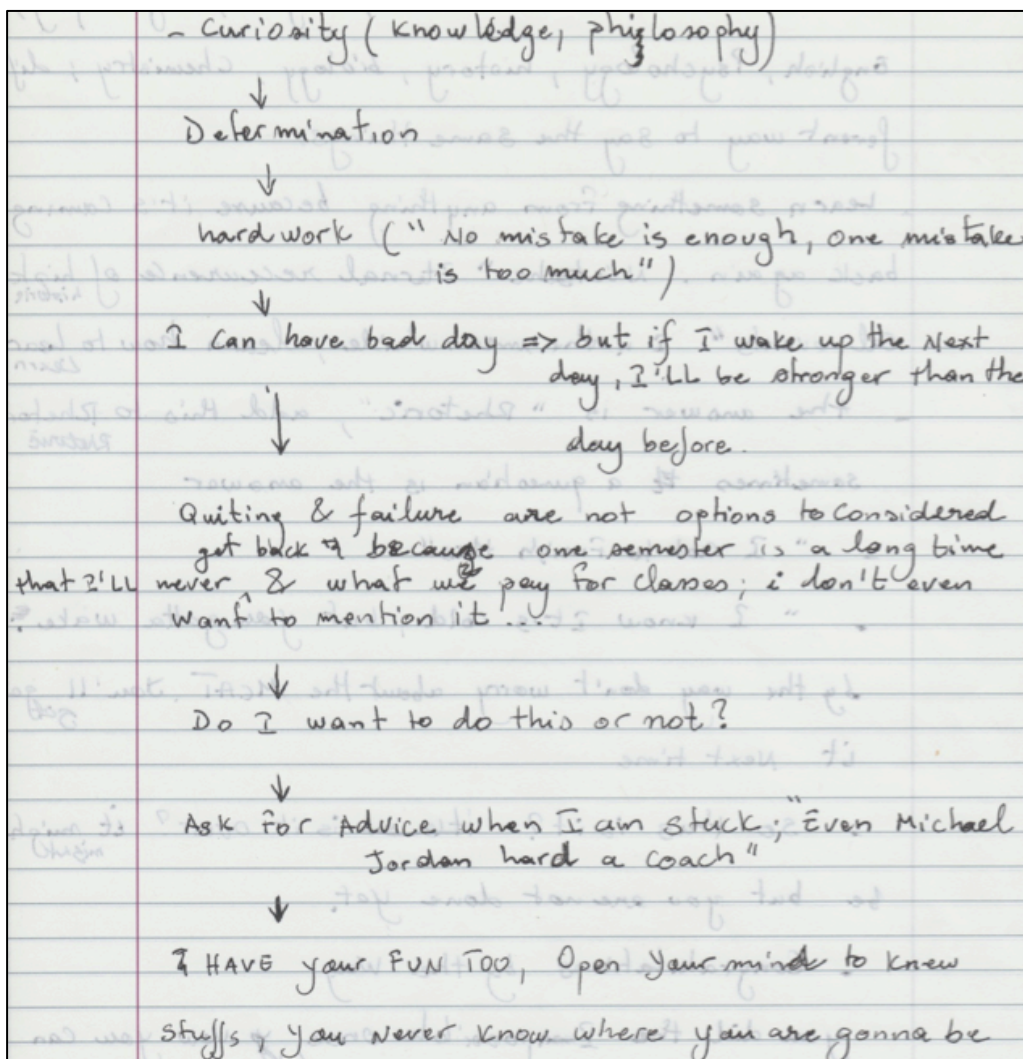 - Curiosity ( Knowledge, philosophy)
↓
Determination
↓
hard work ( " No mistake is enough, one mistake
is too much")
↓
I can have bad day => but if I wake up the Next
day, I'LL be stronger than the
↓
day before.
Quiting & failure are not options to considered
get back & because one semester is a long time
that I'LL never ^ & what we pay for classes; i don't even
want to mention it...
↓
Do I want to do this or not?
↓
Ask For Advice when I am stuck; "Even Michael
Jordan hard a coach"
↓
& HAVE your FUN TOO, Open Your mind to know
stuffs, you Never know where you are gonna be